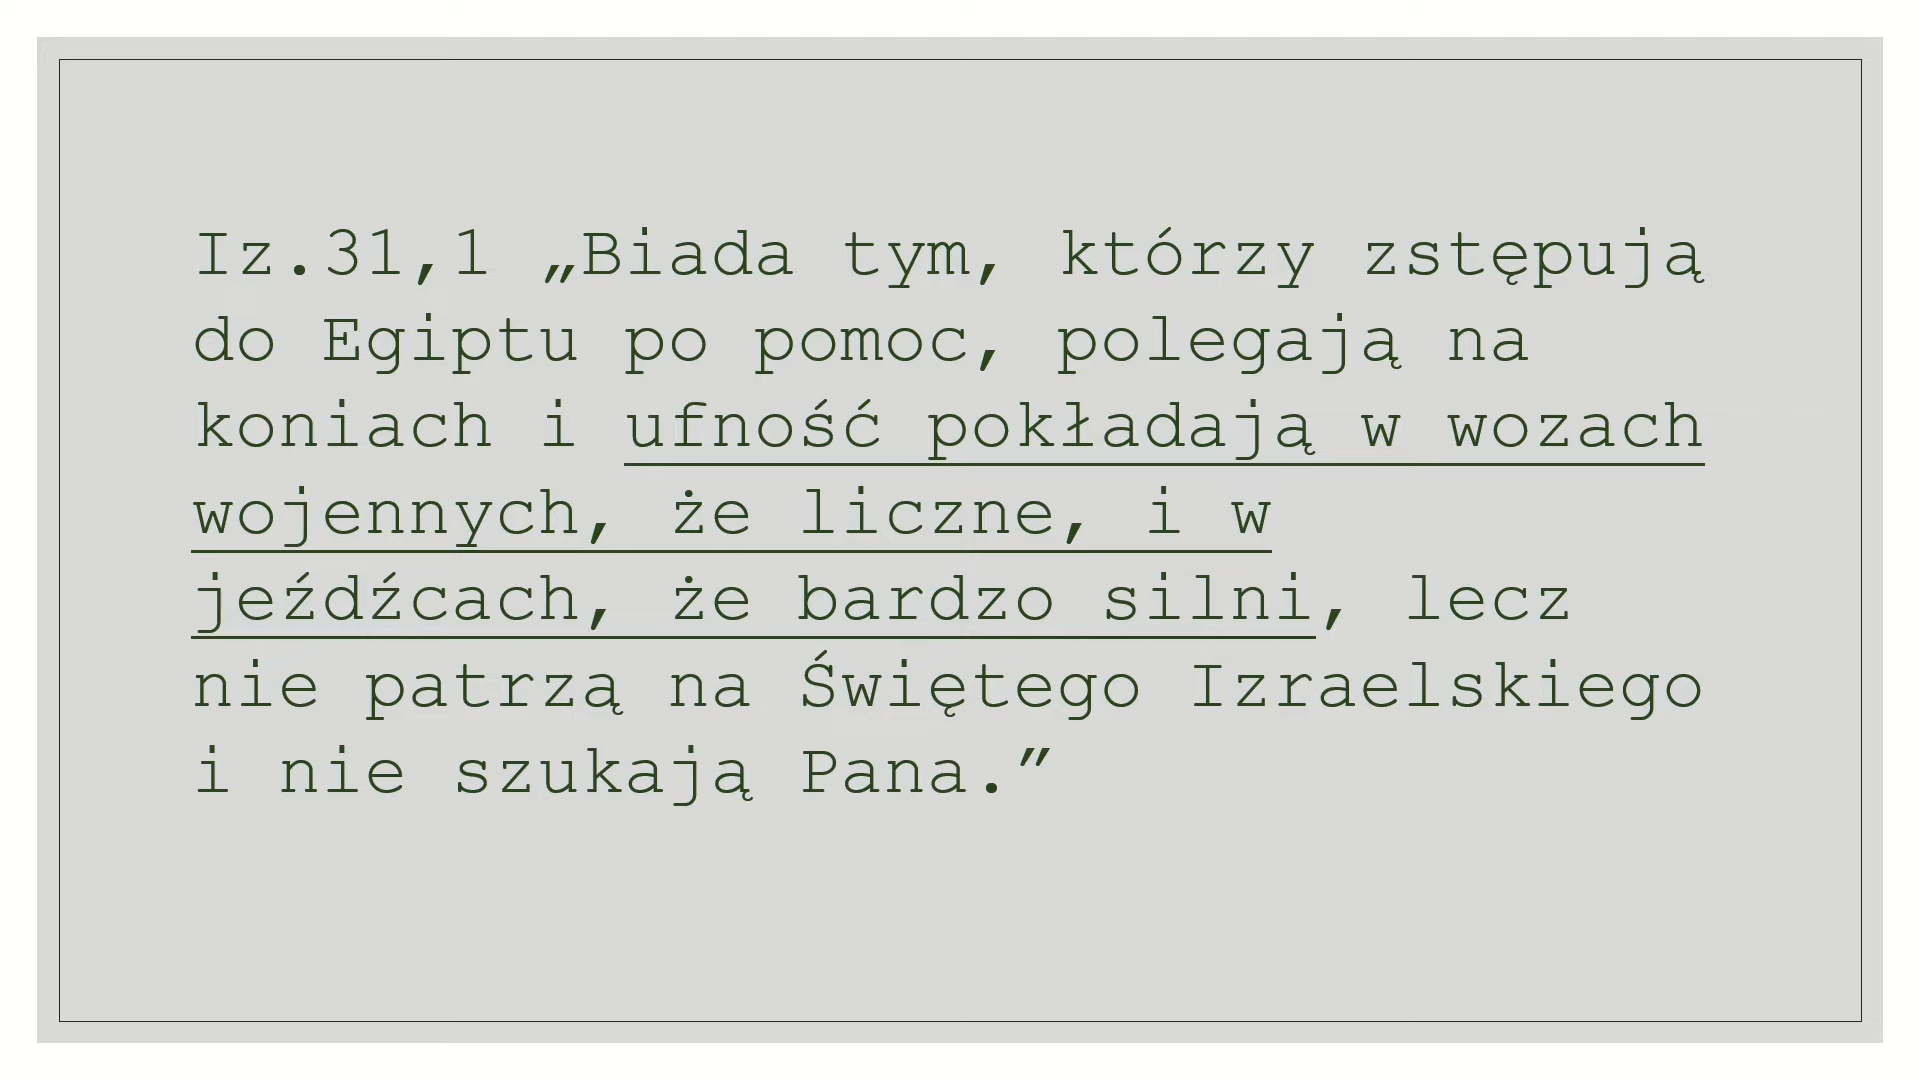 Iz.31,1 „Biada tym, którzy zstępują
do Egiptu po pomoc, polegają na
koniach i ufność pokładają w wozach
wojennych, że liczne, i w
jeźdźcach, że bardzo silni, lecz
nie patrzą na Świętego Izraelskiego
i nie szukają Pana.”